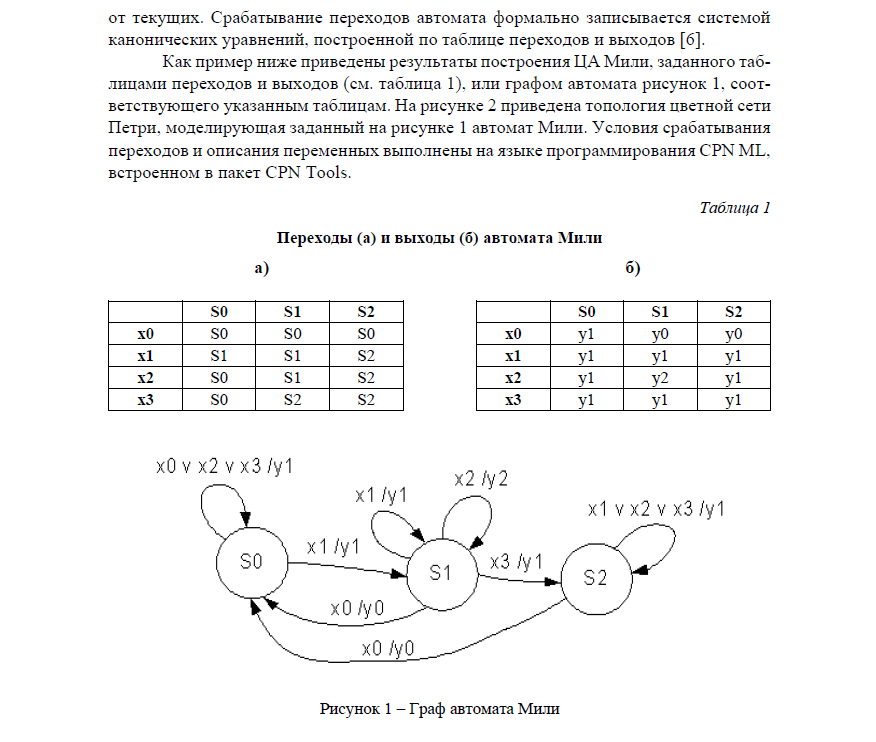 от текущих. Срабатывание переходов автомата формально записывается системой
канонических уравнений, построенной по таблице переходов и выходов [6].
Как пример ниже приведены результаты построения ЦА Мили, заданного таб-
лицами переходов и выходов (см. таблица 1), или графом автомата рисунок 1, соот-
ветствующего указанным таблицам. На рисунке 2 приведена топология цветной сети
Петри, моделирующая заданный на рисунке 1 автомат Мили. Условия срабатывания
переходов и описания переменных выполнены на языке программирования CPN ML,
встроенном в пакет CPN Tools.
Таблица 1
Переходы (а) и выходы (б) автомата Мили
а) б)
S0 S1 S2 S0 S1 S2
x0 S0 S0 S0 x0 y1 y0 y0
x1 S1 S1 S2 x1 y1 y1 y1
x2 S0 S1 S2 x2 y1 y2 y1
x3 S0 S2 S2 x3 y1 y1 y1
x0 v x2 v x3 /y1
x1 /y1
x2 /y2
x1 v x2 v x3 /y1
S0
x1 /y1
S1
x3 /y1
S2
x0 /y0
x0 /y0
Рисунок 1 – Граф автомата Мили